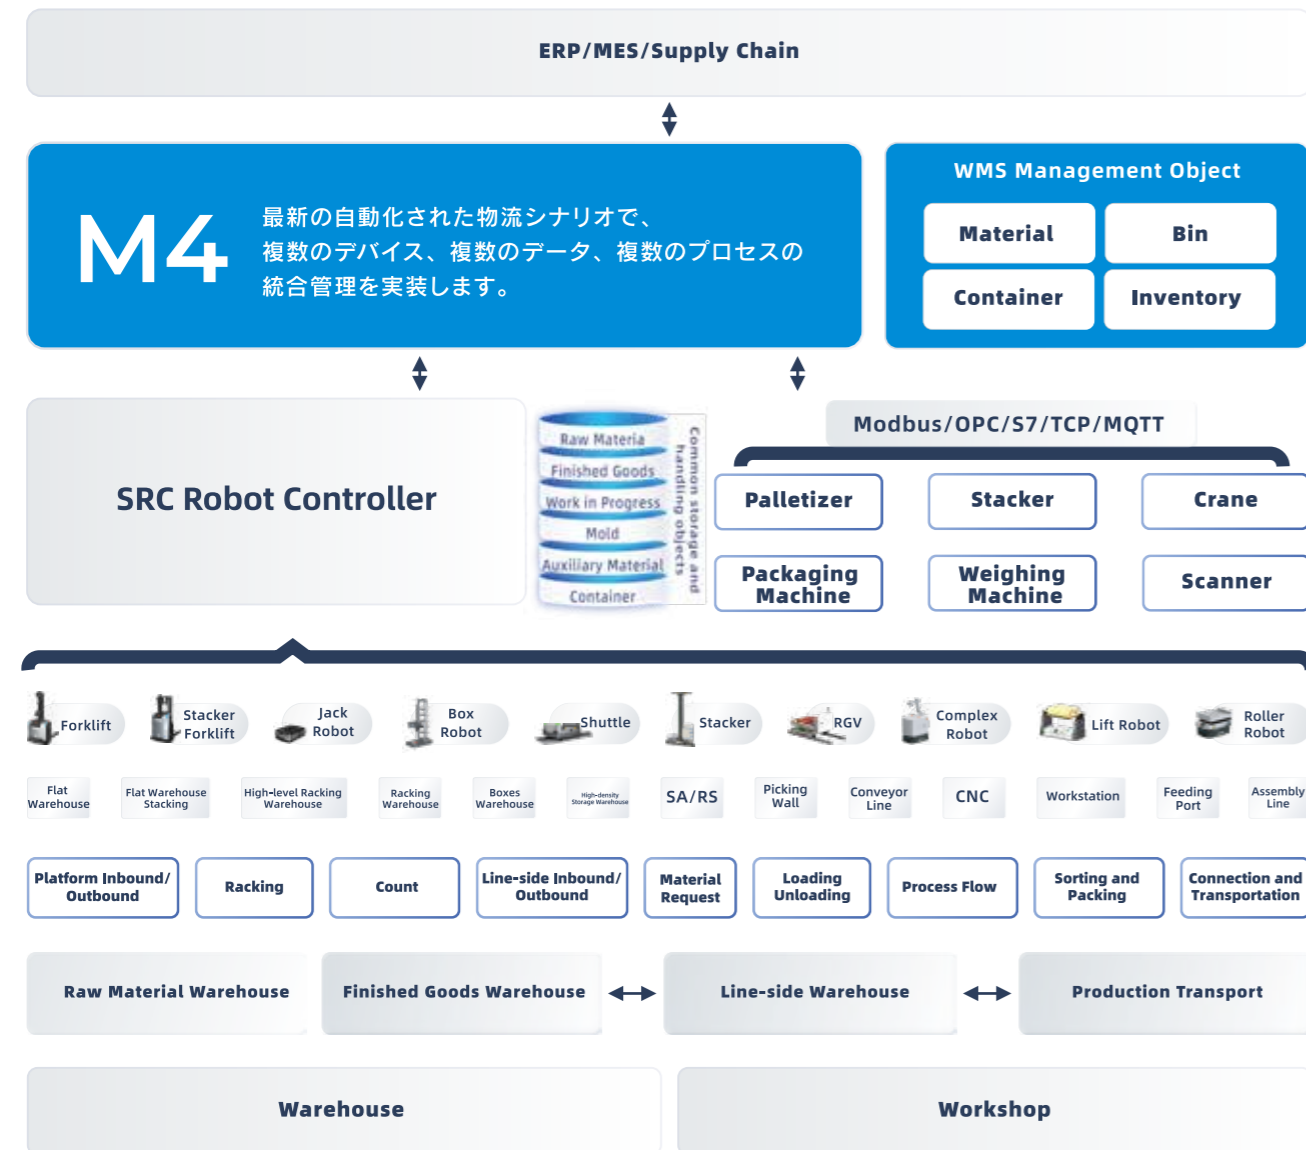 ERP/MES/Supply Chain
M4
最新の自動化された物流シナリオで、
複数のデバイス、複数のデータ、複数のプロセスの
統合管理を実装します。
WMS Management Object
Material
Bin
Container
Inventory
SRC Robot Controller
Raw Materia
Finished Goods
Work in Progress
Mold
Auxiliary Material
Container
Common storage and
handling objects
Modbus/OPC/S7/TCP/MQTT
Palletizer
Stacker
Crane
Packaging
Machine
Weighing
Machine
Scanner
Forklift
Stacker
Forklift
Jack
Robot
Box
Robot
Shuttle
Stacker
RGV
Complex
Robot
Lift Robot
Roller
Robot
Flat
Warehouse
Flat Warehouse
Stacking
High-level Racking
Warehouse
Racking
Warehouse
Boxes
Warehouse
High-density
Storage Warehouse
SA/RS
Picking
Wall
Conveyor
Line
CNC
Workstation
Feeding
Port
Assembly
Line
Platform Inbound/
Outbound
Racking
Count
Line-side Inbound/
Outbound
Material
Request
Loading
Unloading
Process Flow
Sorting and
Packing
Connection and
Transportation
Raw Material Warehouse
Finished Goods Warehouse
Line-side Warehouse
Production Transport
Warehouse
Workshop